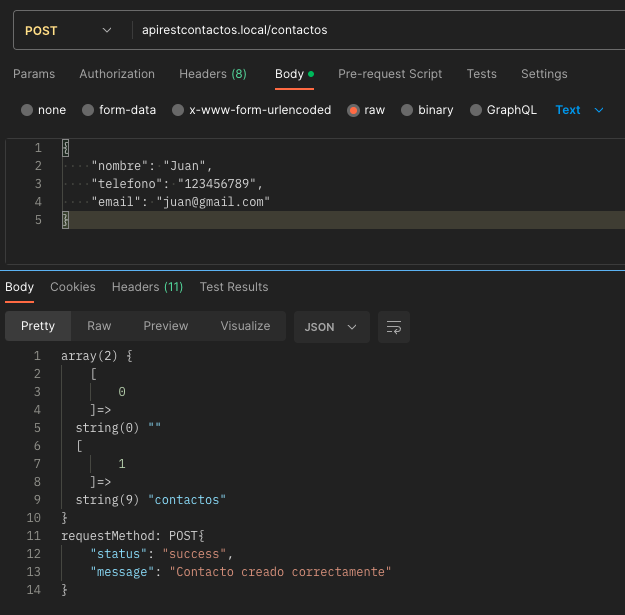 POST apirestcontactos.local/contactos
Params Authorization Headers (8) Body Pre-request Script Tests Settings
none form-data x-www-form-urlencoded raw binary GraphQL Text
1 {
2 ····"nombre":·"Juan",
3 ····"telefono":·"123456789",
4 ····"email":·"juan@gmail.com"
5 }
Body Cookies Headers (11) Test Results
Pretty Raw Preview Visualize JSON
1 array(2) {
2 [
3 0
4 ]=>
5 string(0) ""
6 [
7 1
8 ]=>
9 string(9) "contactos"
10 }
11 requestMethod: POST{
12 "status": "success",
13 "message": "Contacto creado correctamente"
14 }